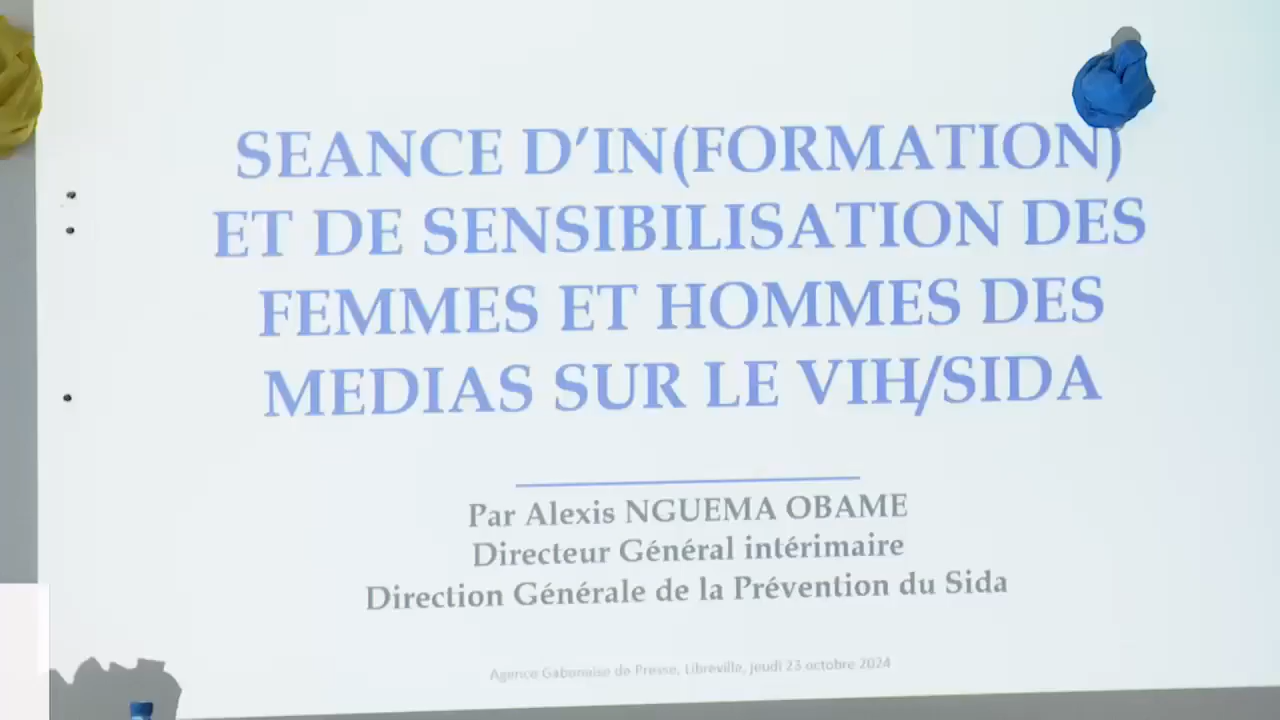 SEANCE D'IN(FORMATION)
ET DE SENSIBILISATION DES
FEMMES ET HOMMES DES
MEDIAS SUR LE VIH/SIDA
Par Alexis NGUEMA OBAME
Directeur Général intérimaire
Direction Générale de la Prévention du Sida
Agence Gabonaise de Presse, Libreville, jeudi 23 octobre 2024